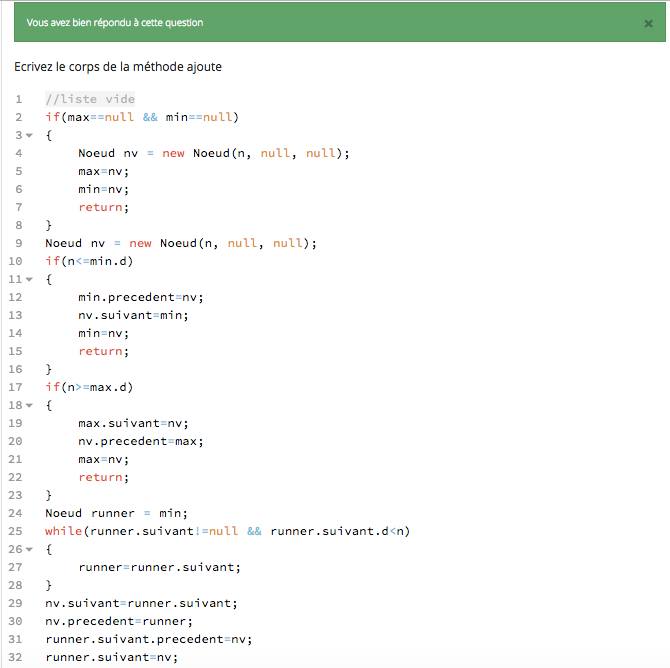 Vous avez bien répondu à cette question ×
Ecrivez le corps de la méthode ajoute
1 //liste vide
2 if(max==null && min==null)
3 {
4 Noeud nv = new Noeud(n, null, null);
5 max=nv;
6 min=nv;
7 return;
8 }
9 Noeud nv = new Noeud(n, null, null);
10 if(n<=min.d)
11 {
12 min.precedent=nv;
13 nv.suivant=min;
14 min=nv;
15 return;
16 }
17 if(n>=max.d)
18 {
19 max.suivant=nv;
20 nv.precedent=max;
21 max=nv;
22 return;
23 }
24 Noeud runner = min;
25 while(runner.suivant!=null && runner.suivant.d<n)
26 {
27 runner=runner.suivant;
28 }
29 nv.suivant=runner.suivant;
30 nv.precedent=runner;
31 runner.suivant.precedent=nv;
32 runner.suivant=nv;